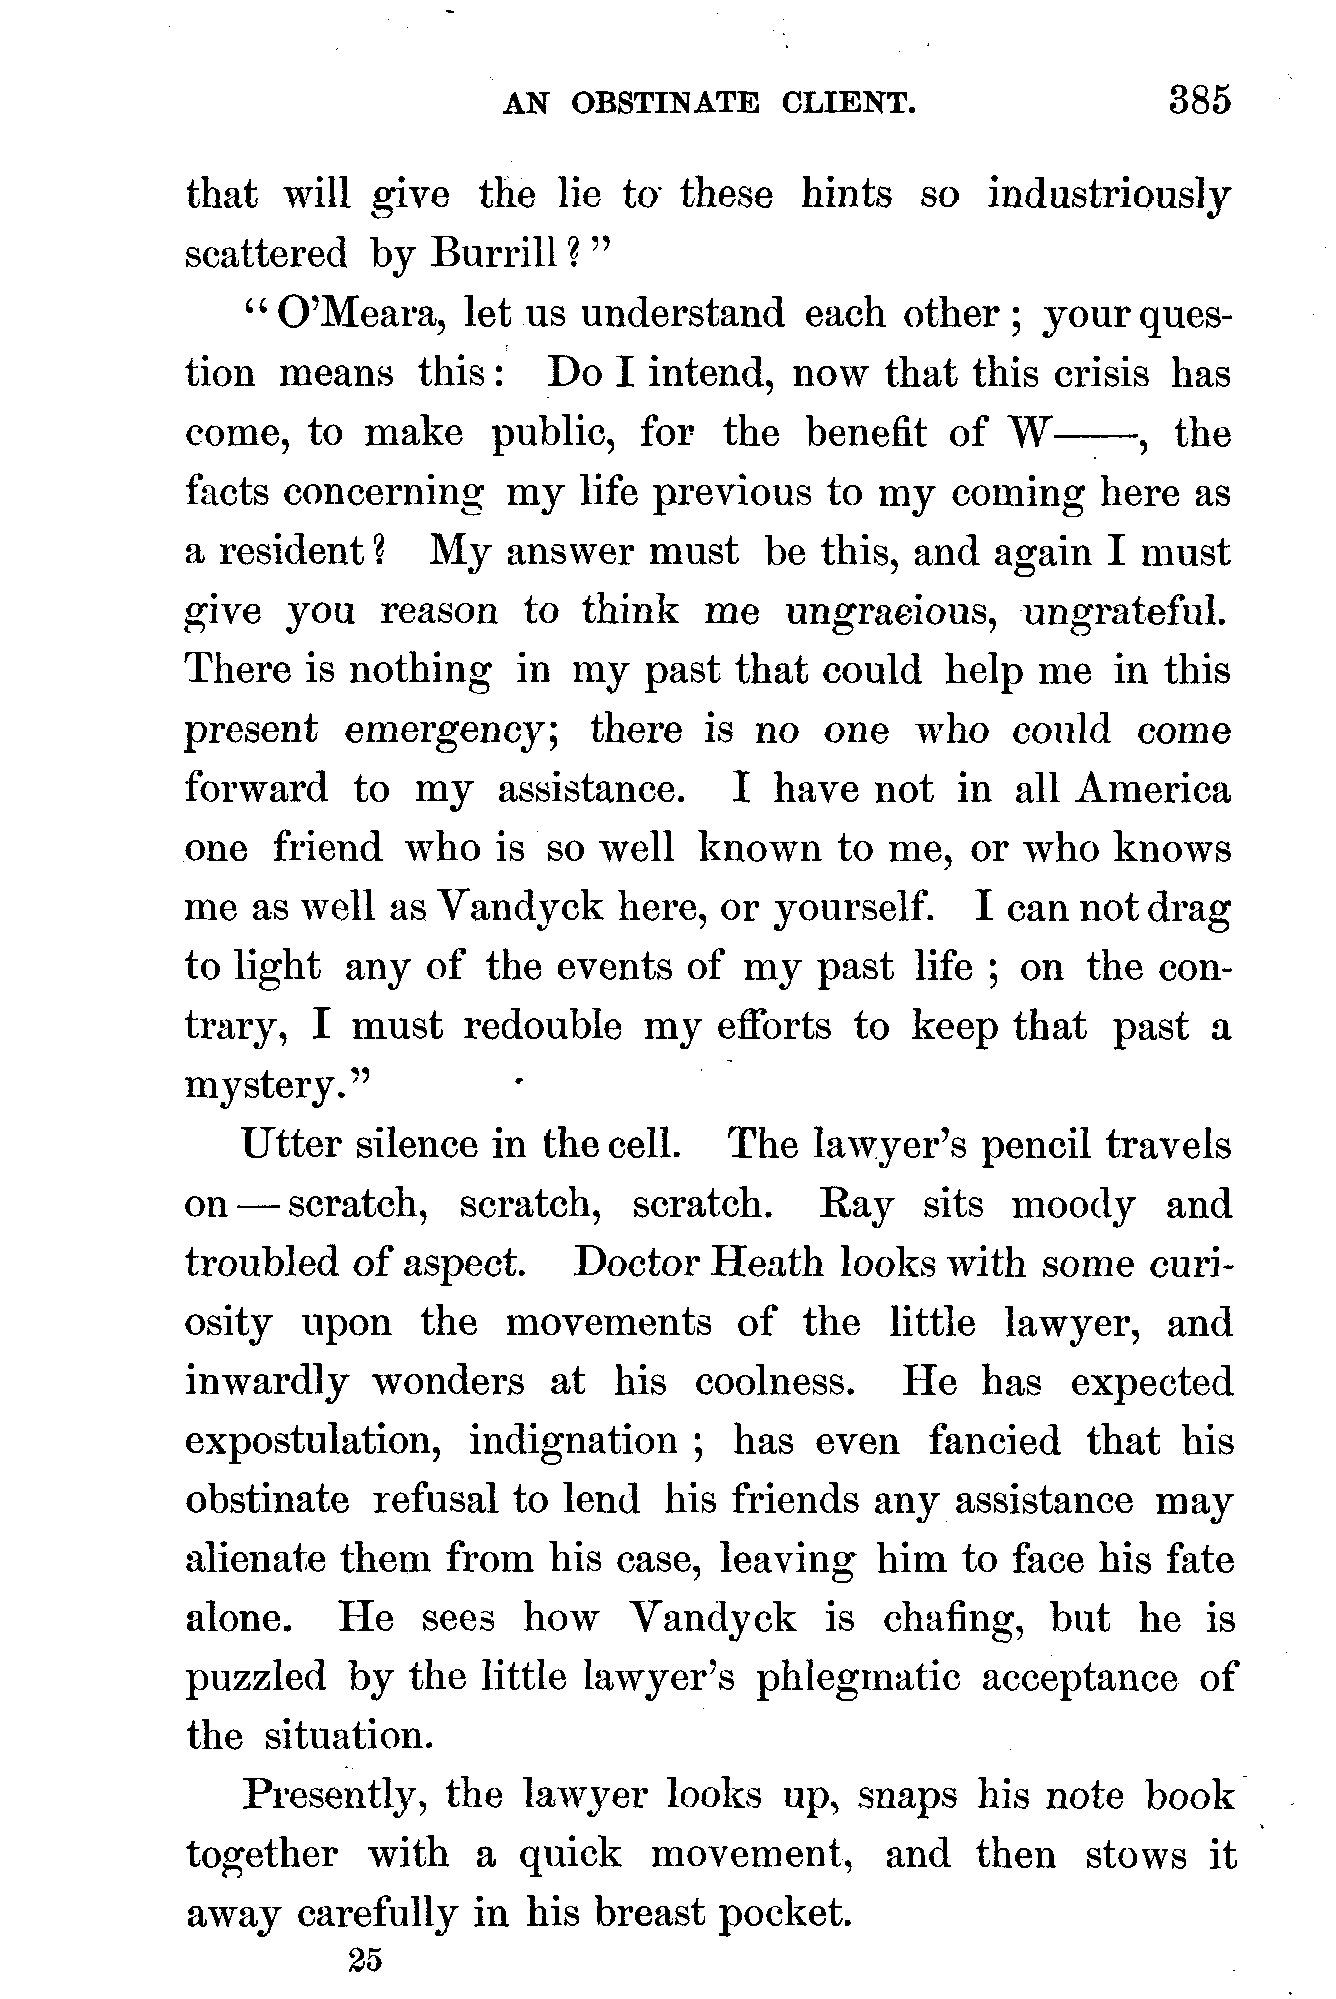 AN OBSTINATE CLIENT. 385
that will give the lie to these hints so industriously
scattered by Burrill?"
"O'Meara, let us understand each other; your ques-
tion means this: Do I intend, now that this crisis has
come, to make public, for the benefit of W——, the
facts concerning my life previous to my coming here as
a resident? My answer must be this, and again I must
give you reason to think me ungracious, ungrateful.
There is nothing in my past that could help me in this
present emergency; there is no one who could come
forward to my assistance. I have not in all America
one friend who is so well known to me, or who knows
me as well as Vandyck here, or yourself. I can not drag
to light any of the events of my past life; on the con-
trary, I must redouble my efforts to keep that past a
mystery."
Utter silence in the cell. The lawyer's pencil travels
on — scratch, scratch, scratch. Ray sits moody and
troubled of aspect. Doctor Heath looks with some curi-
osity upon the movements of the little lawyer, and
inwardly wonders at his coolness. He has expected
expostulation, indignation; has even fancied that his
obstinate refusal to lend his friends any assistance may
alienate them from his case, leaving him to face his fate
alone. He sees how Vandyck is chafing, but he is
puzzled by the little lawyer's phlegmatic acceptance of
the situation.
Presently, the lawyer looks up, snaps his note book
together with a quick movement, and then stows it
away carefully in his breast pocket.
25